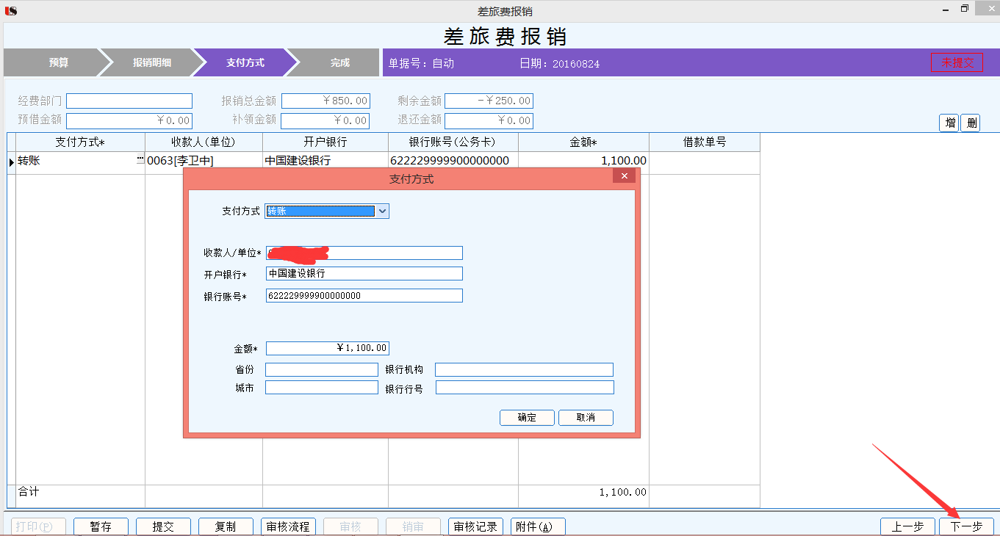 差旅费报销
差旅费报销
预算 报销明细 支付方式 完成 单据号：自动 日期：20160824 未提交
经费部门 报销总金额 ￥850.00 剩余金额 -￥250.00
预借金额 ￥0.00 补领金额 ￥0.00 退还金额 ￥0.00 增 删
支付方式* 收款人(单位) 开户银行 银行账号(公务卡) 金额* 借款单号
转账 ... 0063[李卫中] 中国建设银行 622229999900000000 1,100.00
支付方式
支付方式 转账
收款人/单位*
开户银行* 中国建设银行
银行账号* 622229999900000000
金额* ￥1,100.00
省份 银行机构
城市 银行行号
确定 取消
合计 1,100.00
打印(P) 暂存 提交 复制 审核流程 审核 销审 审核记录 附件(A) 上一步 下一步